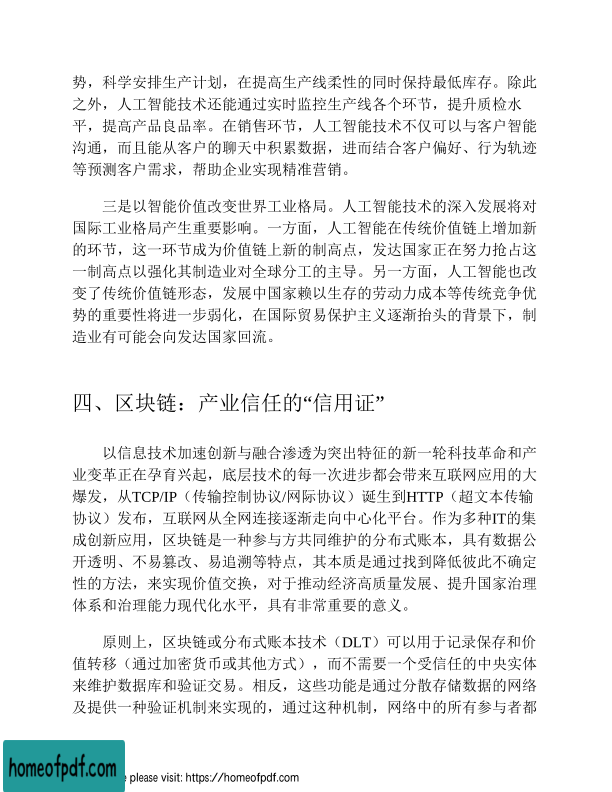 势，科学安排生产计划，在提高生产线柔性的同时保持最低库存。除此
之外，人工智能技术还能通过实时监控生产线各个环节，提升质检水
平，提高产品良品率。在销售环节，人工智能技术不仅可以与客户智能
沟通，而且能从客户的聊天中积累数据，进而结合客户偏好、行为轨迹
等预测客户需求，帮助企业实现精准营销。
三是以智能价值改变世界工业格局。人工智能技术的深入发展将对
国际工业格局产生重要影响。一方面，人工智能在传统价值链上增加新
的环节，这一环节成为价值链上新的制高点，发达国家正在努力抢占这
一制高点以强化其制造业对全球分工的主导。另一方面，人工智能也改
变了传统价值链形态，发展中国家赖以生存的劳动力成本等传统竞争优
势的重要性将进一步弱化，在国际贸易保护主义逐渐抬头的背景下，制
造业有可能会向发达国家回流。
四、区块链：产业信任的“信用证”
以信息技术加速创新与融合渗透为突出特征的新一轮科技革命和产
业变革正在孕育兴起，底层技术的每一次进步都会带来互联网应用的大
爆发，从TCP/IP（传输控制协议/网际协议）诞生到HTTP（超文本传输
协议）发布，互联网从全网连接逐渐走向中心化平台。作为多种IT的集
成创新应用，区块链是一种参与方共同维护的分布式账本，具有数据公
开透明、不易篡改、易追溯等特点，其本质是通过找到降低彼此不确定
性的方法，来实现价值交换，对于推动经济高质量发展、提升国家治理
体系和治理能力现代化水平，具有非常重要的意义。
原则上，区块链或分布式账本技术（DLT）可以用于记录保存和价
值转移（通过加密货币或其他方式），而不需要一个受信任的中央实体
来维护数据库和验证交易。相反，这些功能是通过分散存储数据的网络
及提供一种验证机制来实现的，通过这种机制，网络中的所有参与者都
homeofpdf.com
please visit: https://homeofpdf.com